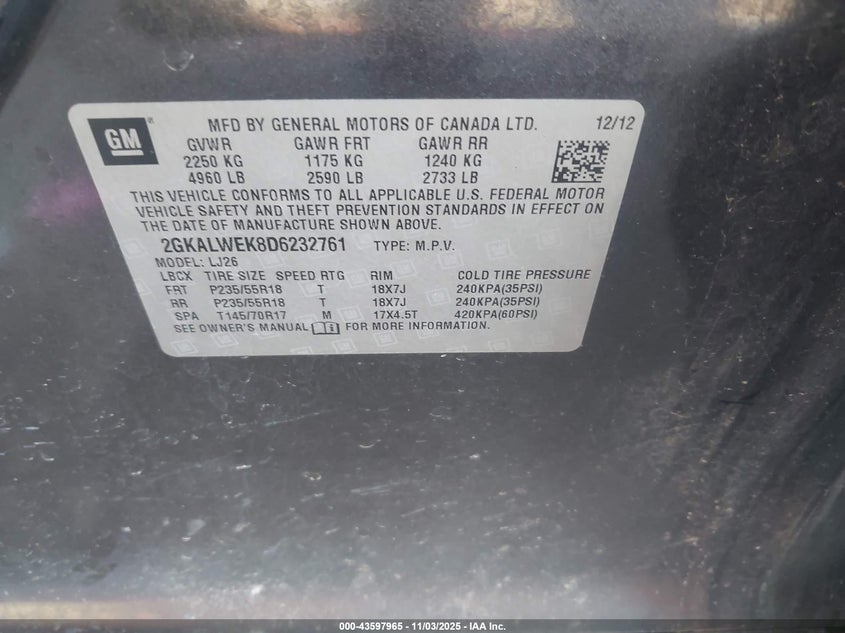 GM
MFD BY GENERAL MOTORS OF CANADA LTD. 12/12
GVWR GAWR FRT GAWR RR
2250 KG 1175 KG 1240 KG
4960 LB 2590 LB 2733 LB
THIS VEHICLE CONFORMS TO ALL APPLICABLE U.S. FEDERAL MOTOR
VEHICLE SAFETY AND THEFT PREVENTION STANDARDS IN EFFECT ON
THE DATE OF MANUFACTURE SHOWN ABOVE.
2GKALWEK8D6232761 TYPE: M.P.V.
MODEL: LJ26
LBCX TIRE SIZE SPEED RTG RIM COLD TIRE PRESSURE
FRT P235/55R18 T 18X7J 240KPA(35PSI)
RR P235/55R18 T 18X7J 240KPA(35PSI)
SPA T145/70R17 M 17X4.5T 420KPA(60PSI)
SEE OWNER'S MANUAL FOR MORE INFORMATION.
000-43597965 - 11/03/2025 - IAA Inc.